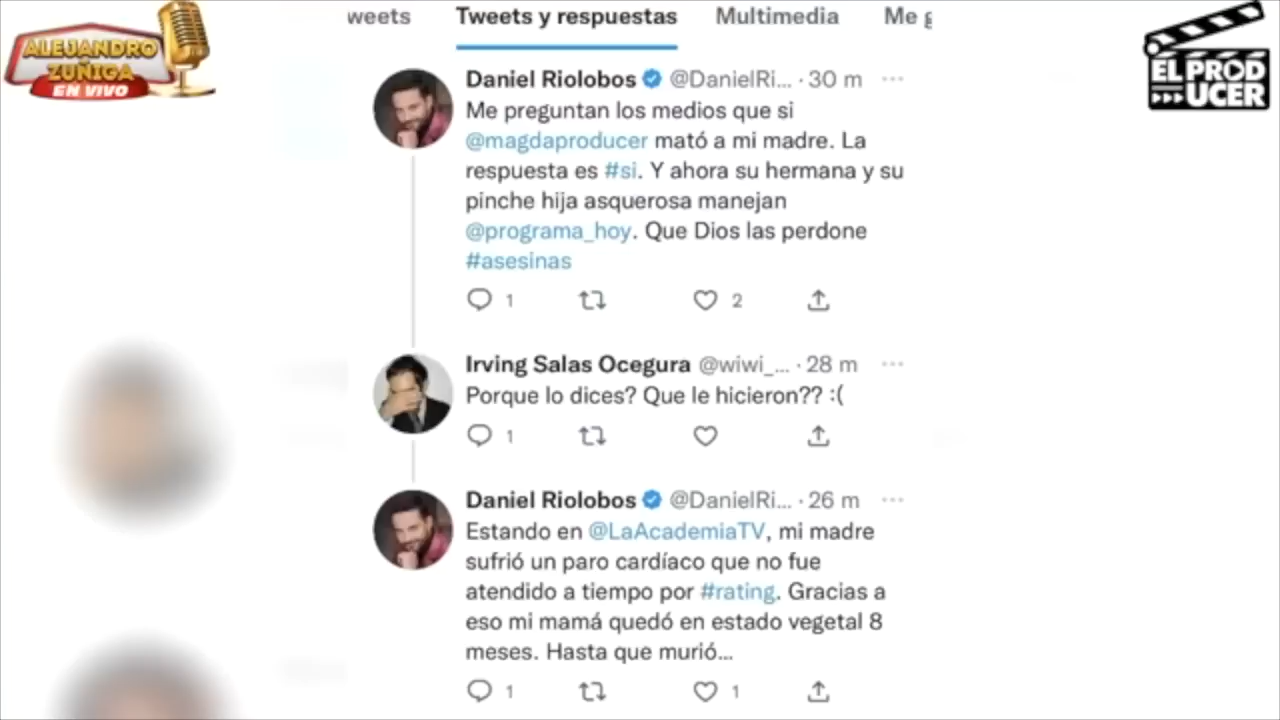 ALEJANDRO
ZUÑIGA
EN VIVO
EL PROD
UCER
weets Tweets y respuestas Multimedia Me g
Daniel Riolobos @DanielRi... · 30 m
Me preguntan los medios que si
@magdaproducer mató a mi madre. La
respuesta es #si. Y ahora su hermana y su
pinche hija asquerosa manejan
@programa_hoy. Que Dios las perdone
#asesinas
1 2
Irving Salas Ocegura @wiwi_... · 28 m
Porque lo dices? Que le hicieron?? :(
1
Daniel Riolobos @DanielRi... · 26 m
Estando en @LaAcademiaTV, mi madre
sufrió un paro cardíaco que no fue
atendido a tiempo por #rating. Gracias a
eso mi mamá quedó en estado vegetal 8
meses. Hasta que murió...
1 1